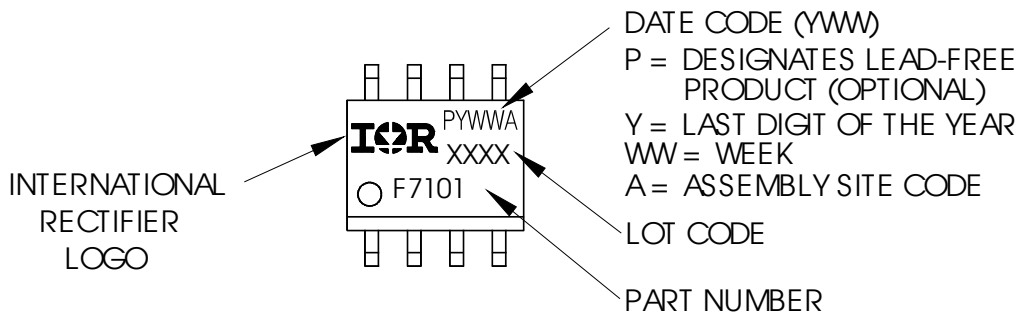 DATE CODE (YWW)
P = DESIGNATES LEAD-FREE
PRODUCT (OPTIONAL)
Y = LAST DIGIT OF THE YEAR
WW = WEEK
A = ASSEMBLY SITE CODE
LOT CODE
PART NUMBER
INTERNATIONAL
RECTIFIER
LOGO
IOR
PYWWA
XXXX
F7101